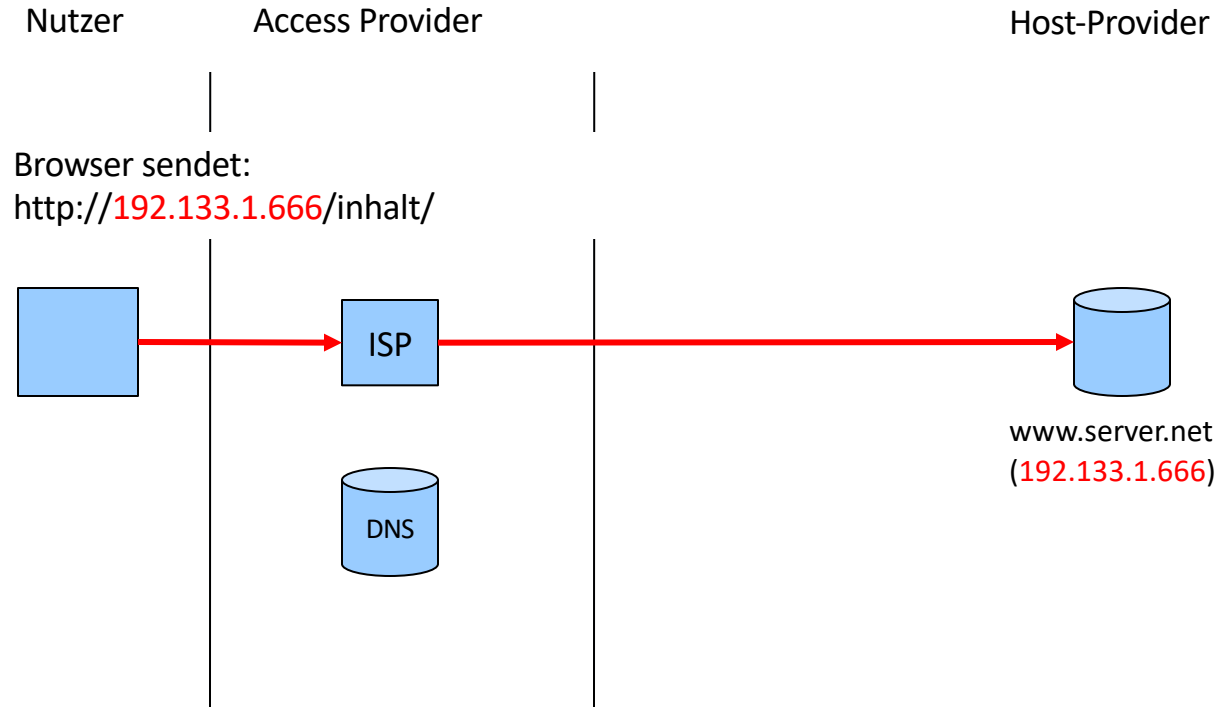 Nutzer
Access Provider
Host-Provider
Browser sendet:
http://192.133.1.666/inhalt/
ISP
www.server.net
(192.133.1.666)
DNS